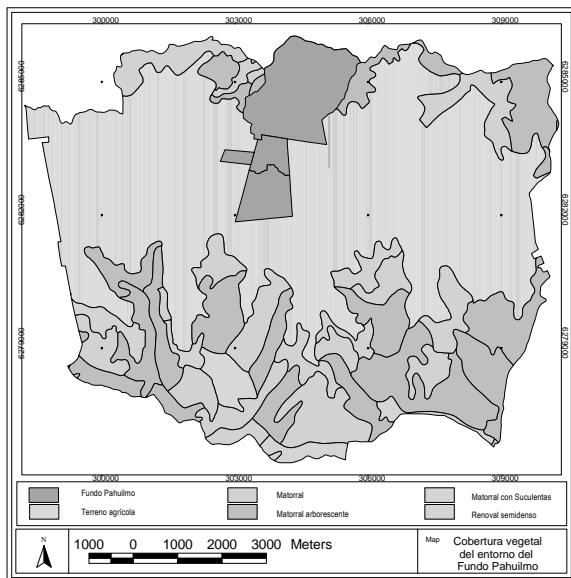 300000 303000 306000 309000
6285000 6285000
6282000 6282000
6279000 6279000
300000 303000 306000 309000
Fundo Pahuilmo Matorral Matorral con Suculentas
Terreno agrícola Matorral arborescente Renoval semidenso
N
1000 0 1000 2000 3000 Meters
Map Cobertura vegetal
del entorno del
Fundo Pahuilmo